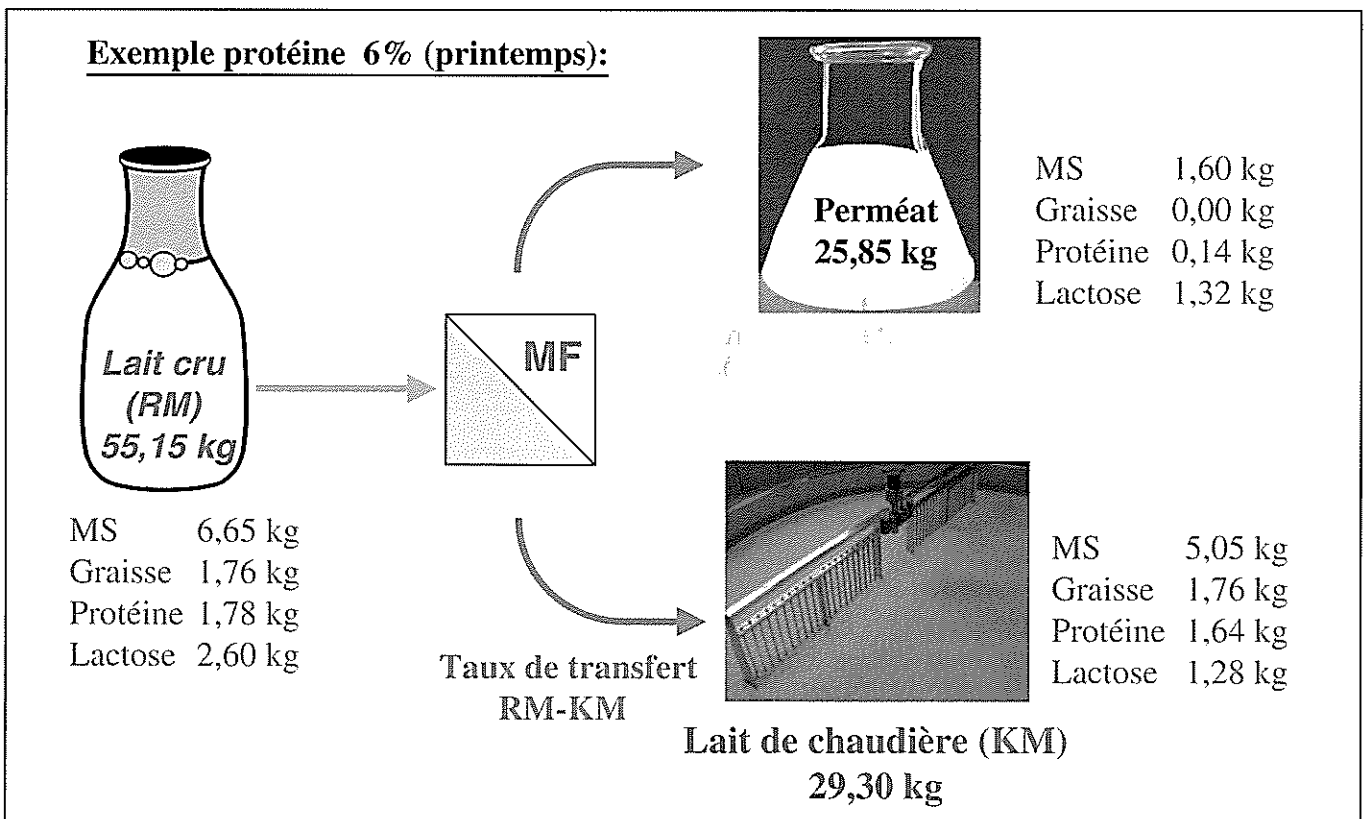 Exemple protéine 6% (printemps):
Lait cru
(RM)
55,15 kg
MS 6,65 kg
Graisse 1,76 kg
Protéine 1,78 kg
Lactose 2,60 kg
MF
Taux de transfert
RM-KM
Perméat
25,85 kg
MS 1,60 kg
Graisse 0,00 kg
Protéine 0,14 kg
Lactose 1,32 kg
MS 5,05 kg
Graisse 1,76 kg
Protéine 1,64 kg
Lactose 1,28 kg
Lait de chaudière (KM)
29,30 kg